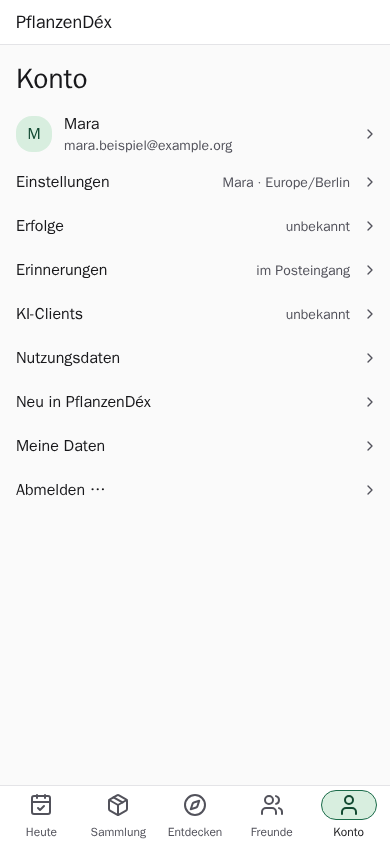 PflanzenDéx
Konto
M
Mara
mara.beispiel@example.org
Einstellungen Mara · Europe/Berlin
Erfolge unbekannt
Erinnerungen im Posteingang
KI-Clients unbekannt
Nutzungsdaten
Neu in PflanzenDéx
Meine Daten
Abmelden ···
Heute Sammlung Entdecken Freunde Konto